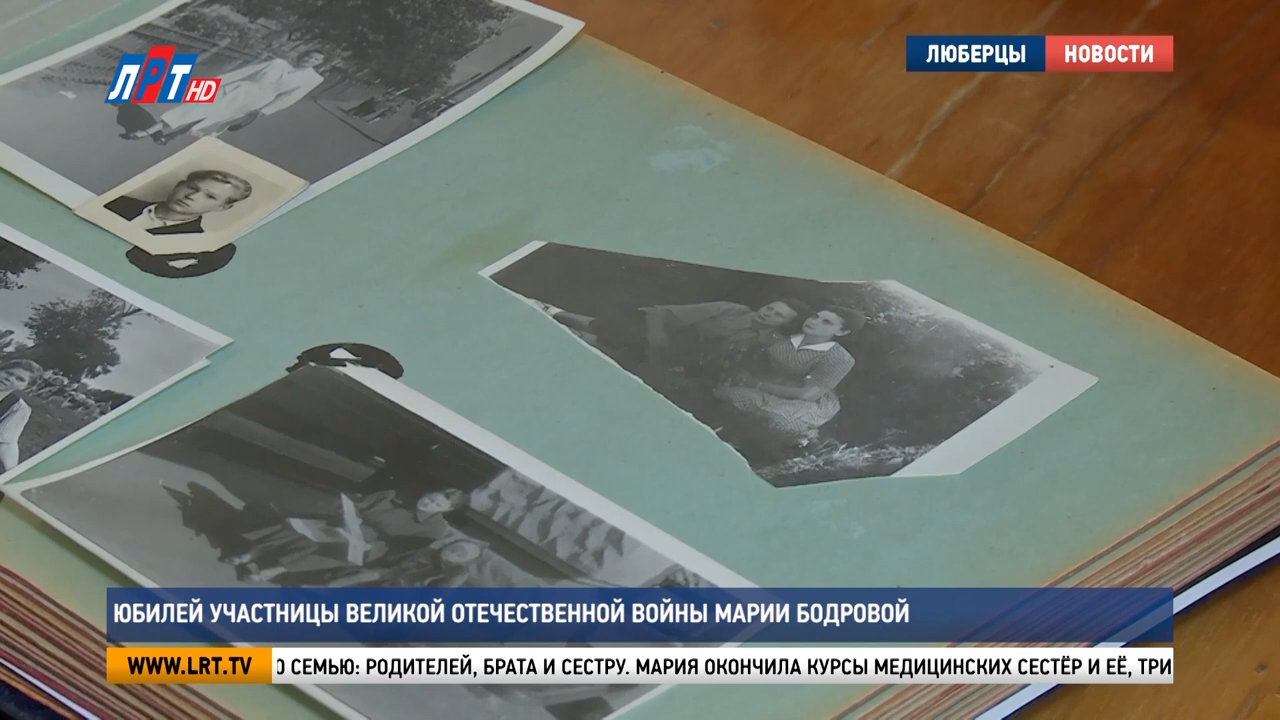 ЛРТ HD
ЛЮБЕРЦЫ НОВОСТИ
ЮБИЛЕЙ УЧАСТНИЦЫ ВЕЛИКОЙ ОТЕЧЕСТВЕННОЙ ВОЙНЫ МАРИИ БОДРОВОЙ
WWW.LRT.TV
Ю СЕМЬЮ: РОДИТЕЛЕЙ, БРАТА И СЕСТРУ. МАРИЯ ОКОНЧИЛА КУРСЫ МЕДИЦИНСКИХ СЕСТЁР И ЕЁ, ТРИ